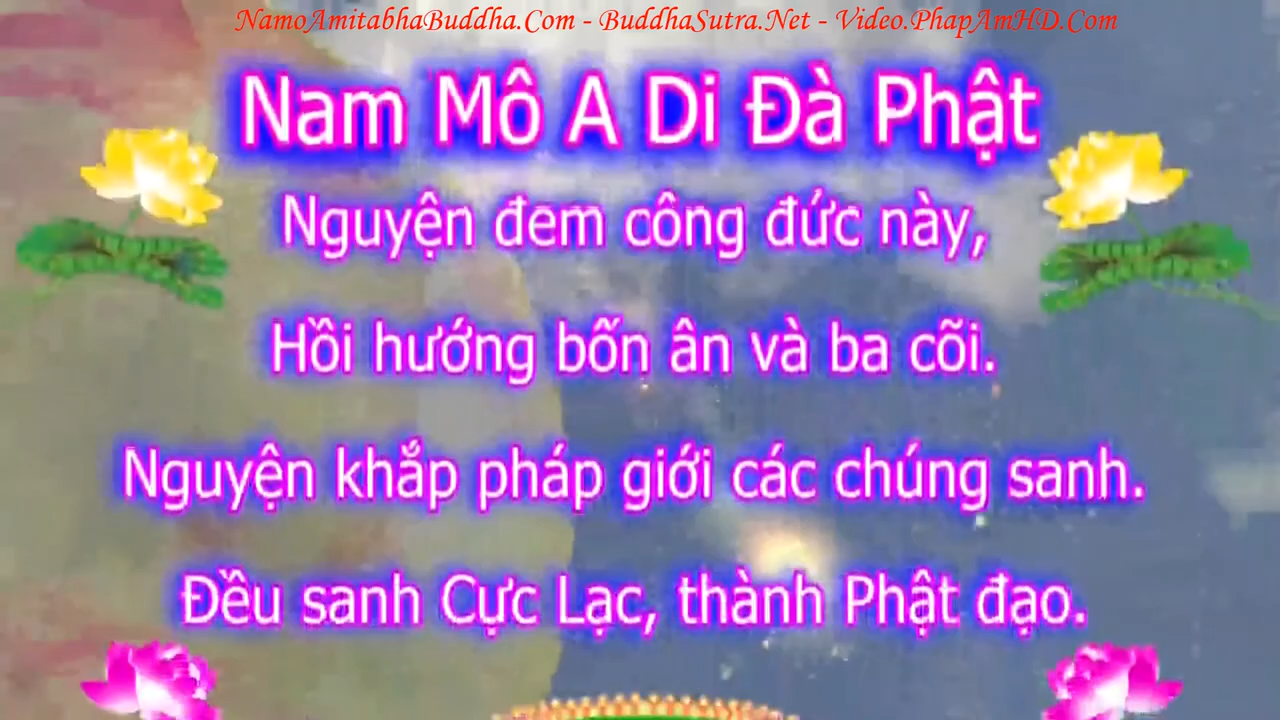 NamoAmitabhaBuddha.Com - BuddhaSutra.Net - Video.PhapAmHD.Com
Nam Mô A Di Đà Phật
Nguyện đem công đức này,
Hồi hướng bốn ân và ba cõi.
Nguyện khắp pháp giới các chúng sanh.
Đều sanh Cực Lạc, thành Phật đạo.